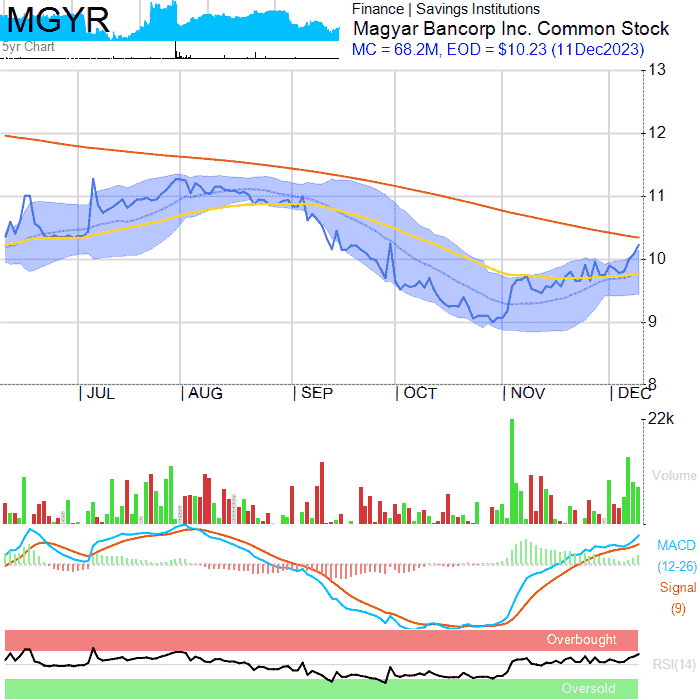 MGYR
Finance | Savings Institutions
Magyar Bancorp Inc. Common Stock
MC = 68.2M, EOD = $10.23 (11Dec2023)
5yr Chart
13
12
11
10
9
8
| JUL | AUG | SEP | OCT | NOV | DEC
22k
Volume
MACD
(12-26)
Signal
(9)
Overbought
RSI(14)
Oversold